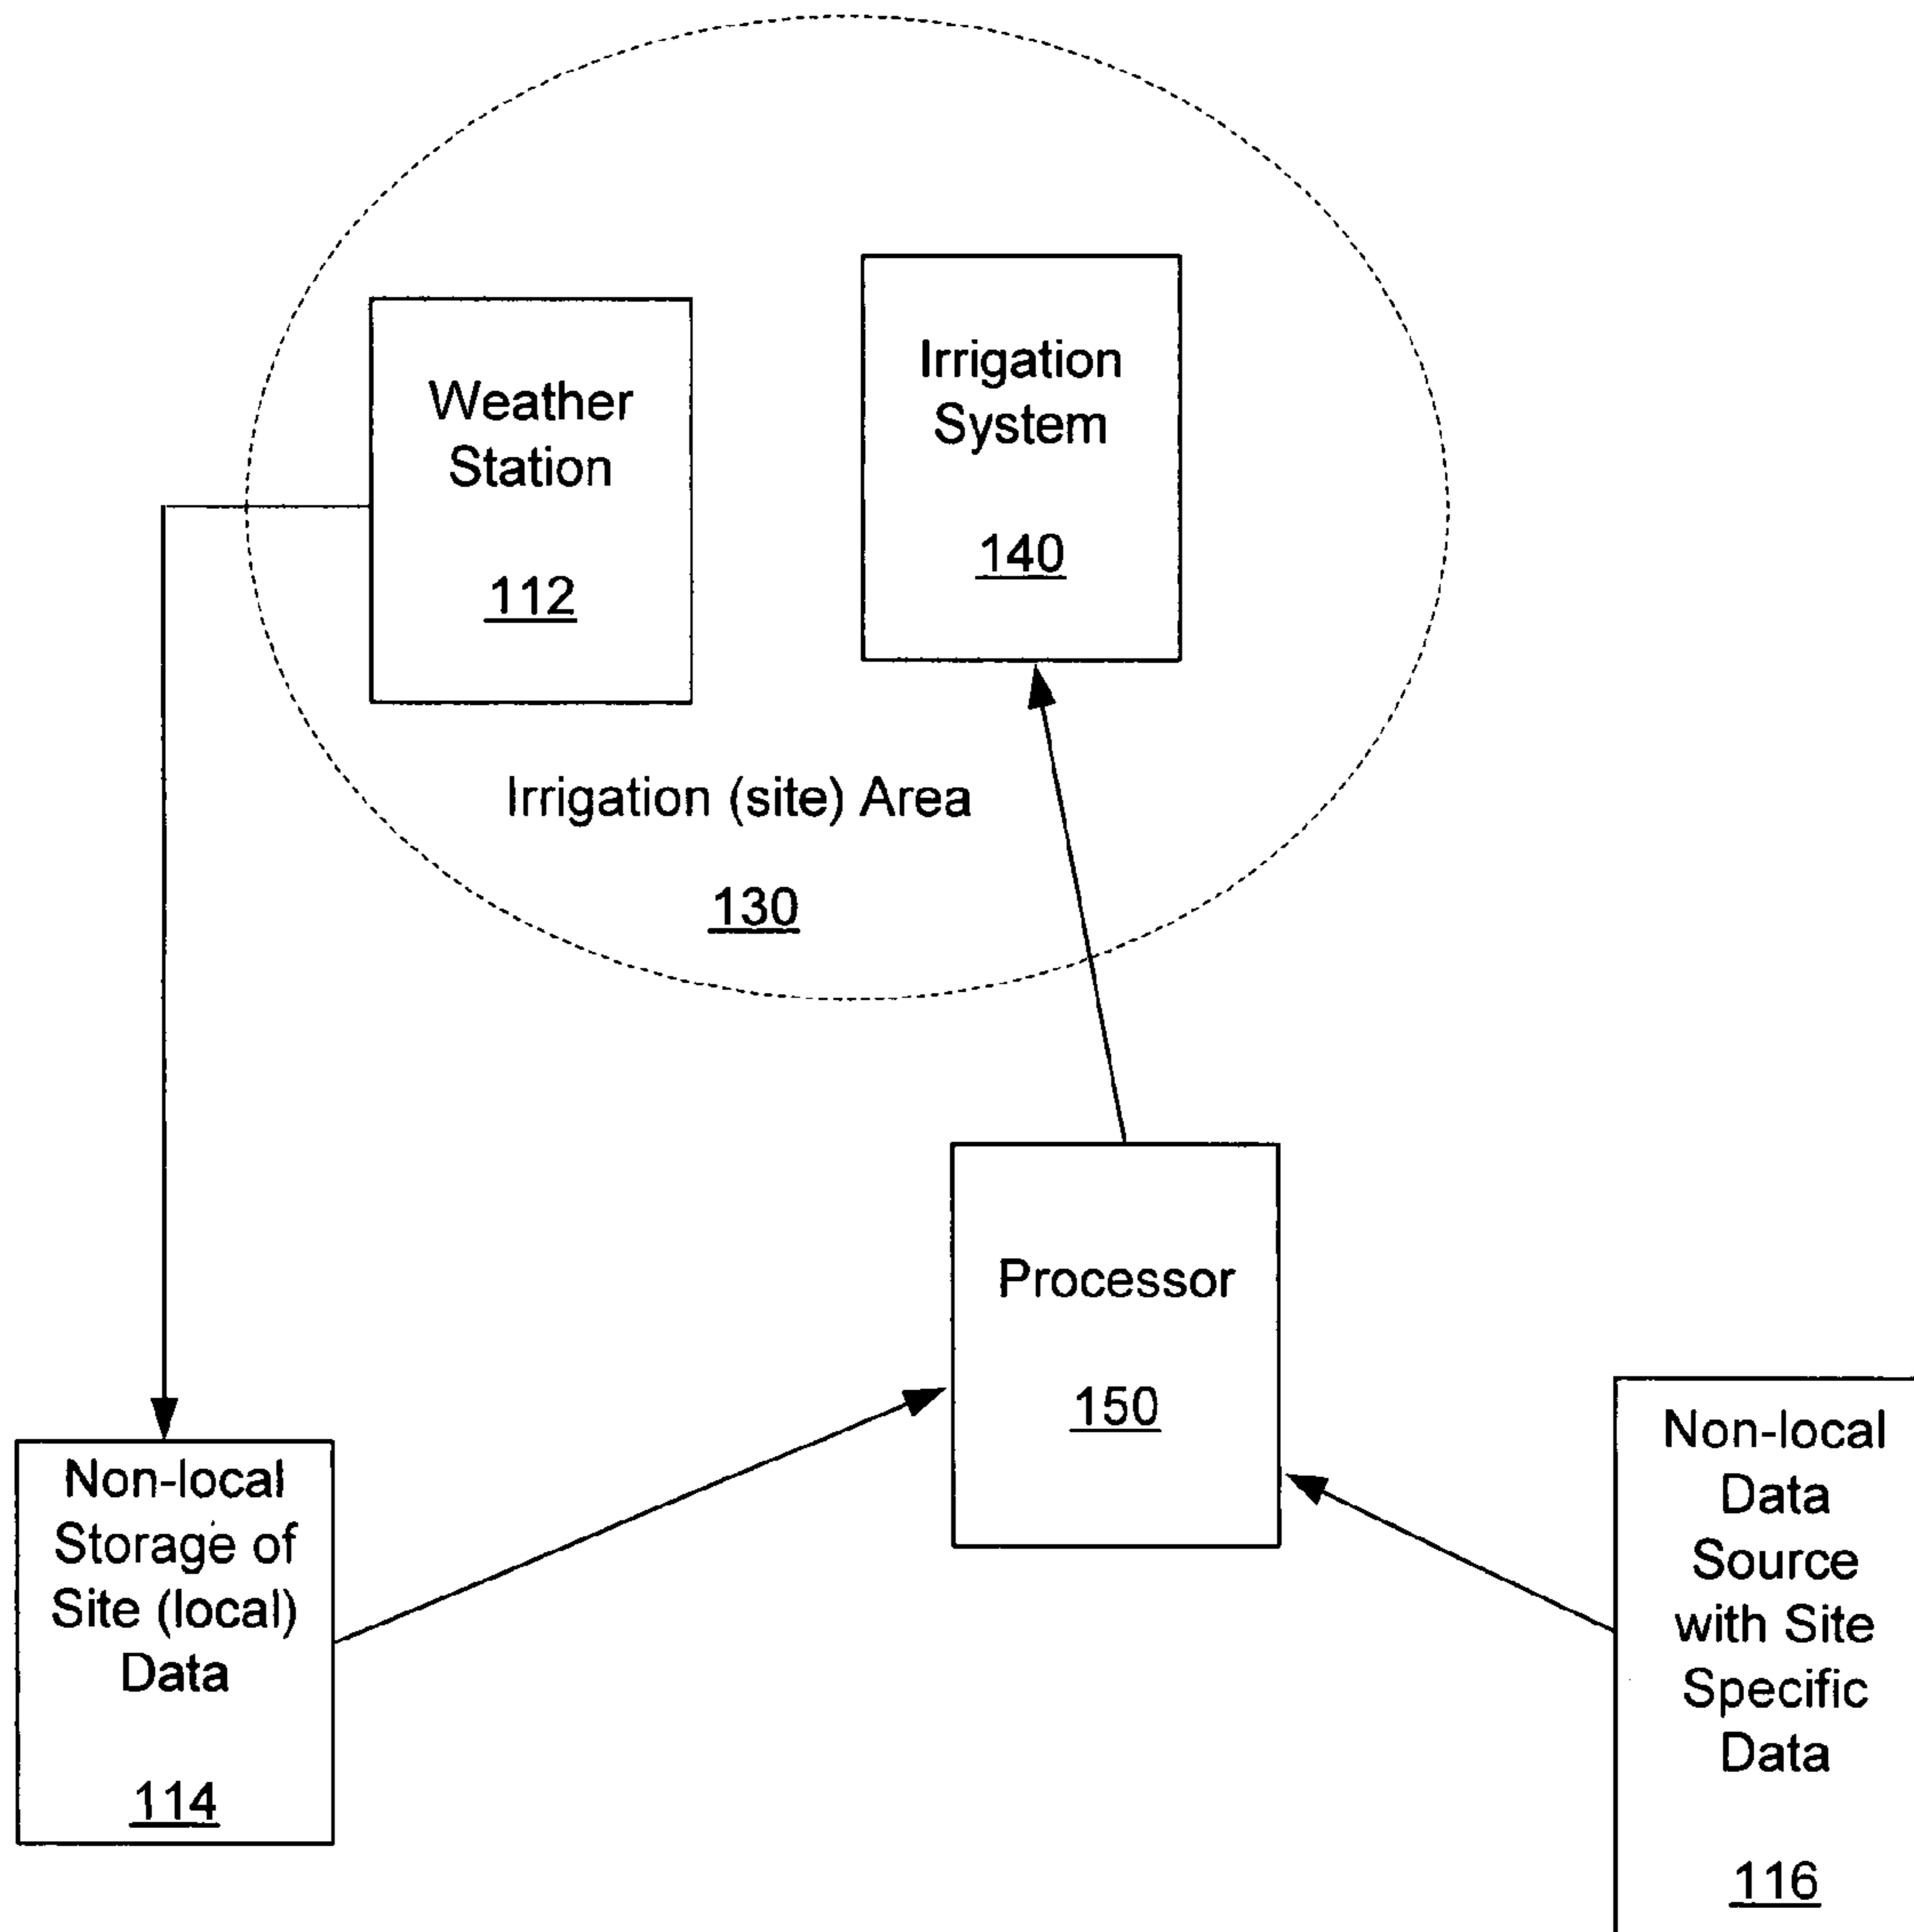 Weather
Station
112
Irrigation
System
140
Irrigation (site) Area
130
Processor
150
Non-local
Storage of
Site (local)
Data
114
Non-local
Data
Source
with Site
Specific
Data
116